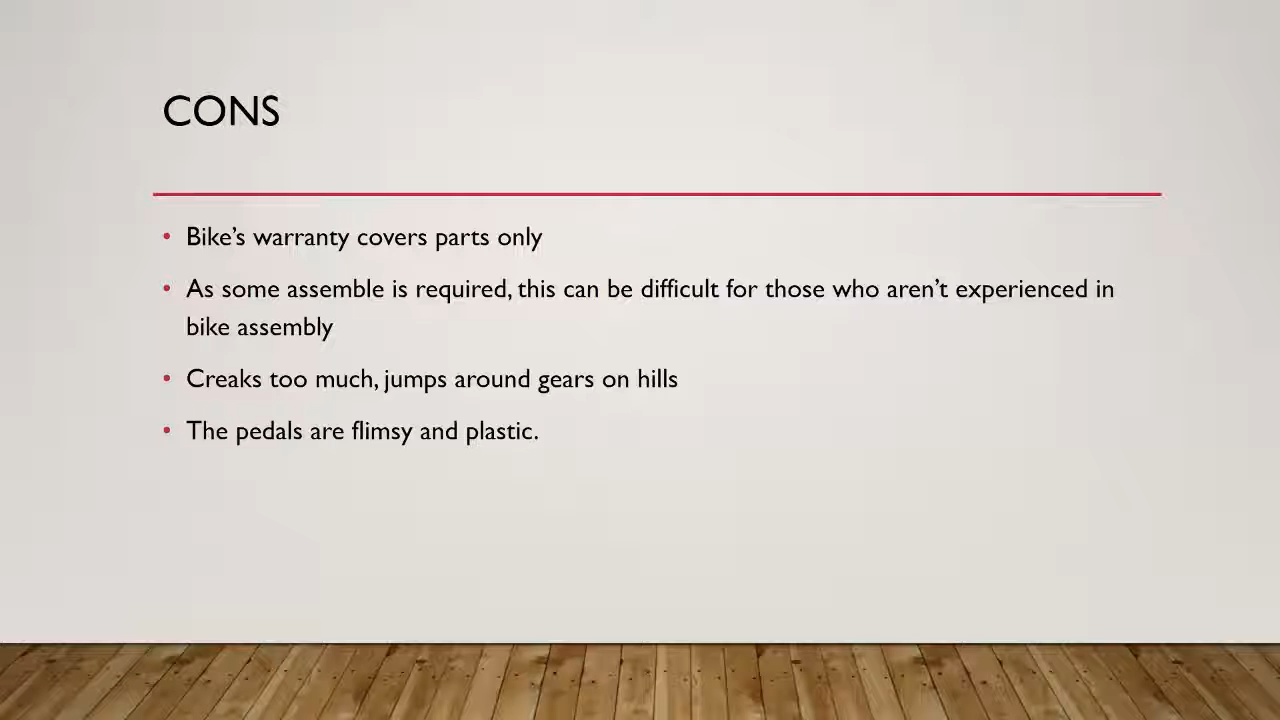 CONS
• Bike’s warranty covers parts only
• As some assemble is required, this can be difficult for those who aren’t experienced in
bike assembly
• Creaks too much, jumps around gears on hills
• The pedals are flimsy and plastic.